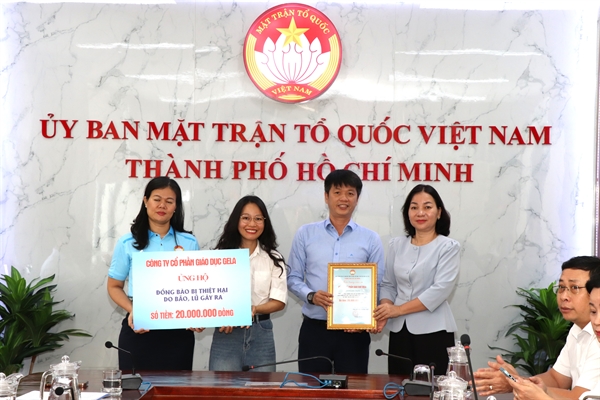 MẶT TRẬN TỔ QUỐC
VIỆT NAM
ỦY BAN MẶT TRẬN TỔ QUỐC VIỆT NAM
THÀNH PHỐ HỒ CHÍ MINH
CÔNG TY CỔ PHẦN GIÁO DỤC GELA
ỦNG HỘ
ĐỒNG BÀO BỊ THIỆT HẠI
DO BÃO, LŨ GÂY RA
SỐ TIỀN: 20.000.000 ĐỒNG